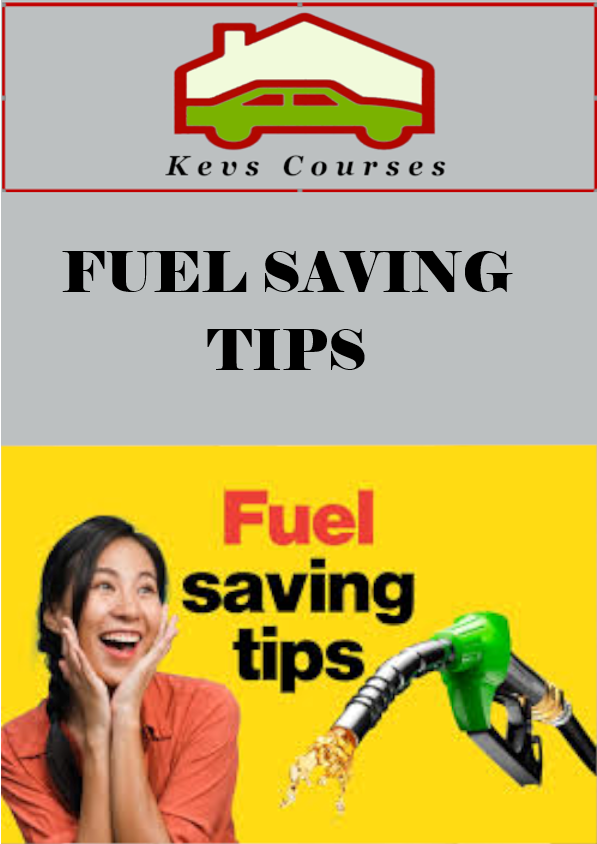 Kevs Courses
FUEL SAVING
TIPS
Fuel
saving
tips